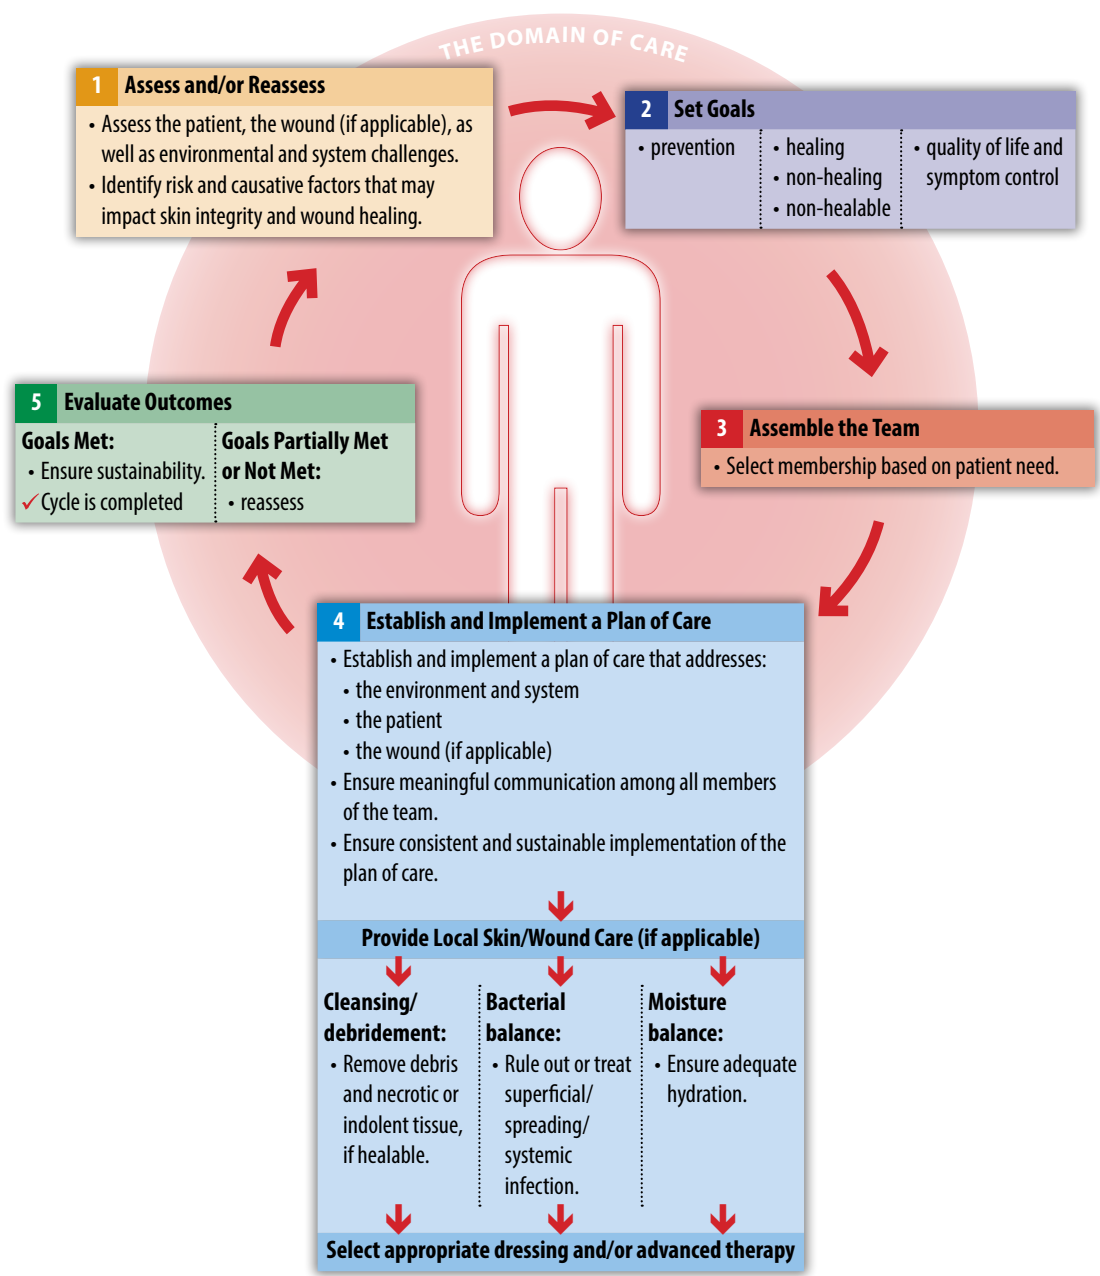 THE DOMAIN OF CARE
1 Assess and/or Reassess
• Assess the patient, the wound (if applicable), as
well as environmental and system challenges.
• Identify risk and causative factors that may
impact skin integrity and wound healing.
2 Set Goals
• prevention
• healing
• non-healing
• non-healable
• quality of life and
symptom control
3 Assemble the Team
• Select membership based on patient need.
4 Establish and Implement a Plan of Care
• Establish and implement a plan of care that addresses:
• the environment and system
• the patient
• the wound (if applicable)
• Ensure meaningful communication among all members
of the team.
• Ensure consistent and sustainable implementation of the
plan of care.
Provide Local Skin/Wound Care (if applicable)
Cleansing/
debridement:
• Remove debris
and necrotic or
indolent tissue,
if healable.
Bacterial
balance:
• Rule out or treat
superficial/
spreading/
systemic
infection.
Moisture
balance:
• Ensure adequate
hydration.
Select appropriate dressing and/or advanced therapy
5 Evaluate Outcomes
Goals Met:
• Ensure sustainability.
✓ Cycle is completed
Goals Partially Met
or Not Met:
• reassess